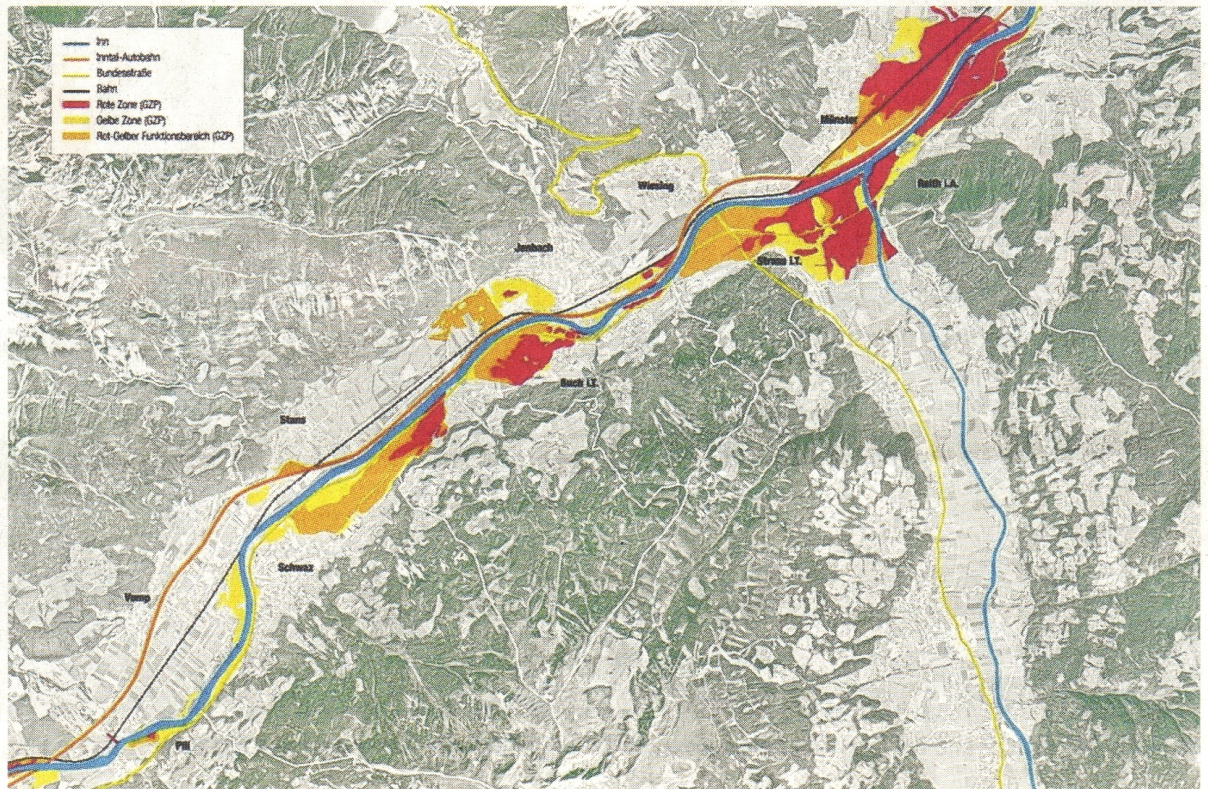 Inn
Inntal-Autobahn
Bundesstraße
Bahn
Rote Zone (GZP)
Gelbe Zone (GZP)
Rot-Gelber Funktionsbereich (GZP)
Münster
Reith i.A.
Wiesing
Jenbach
Strass i.T.
Buch i.T.
Stans
Schwaz
Vomp
Pill